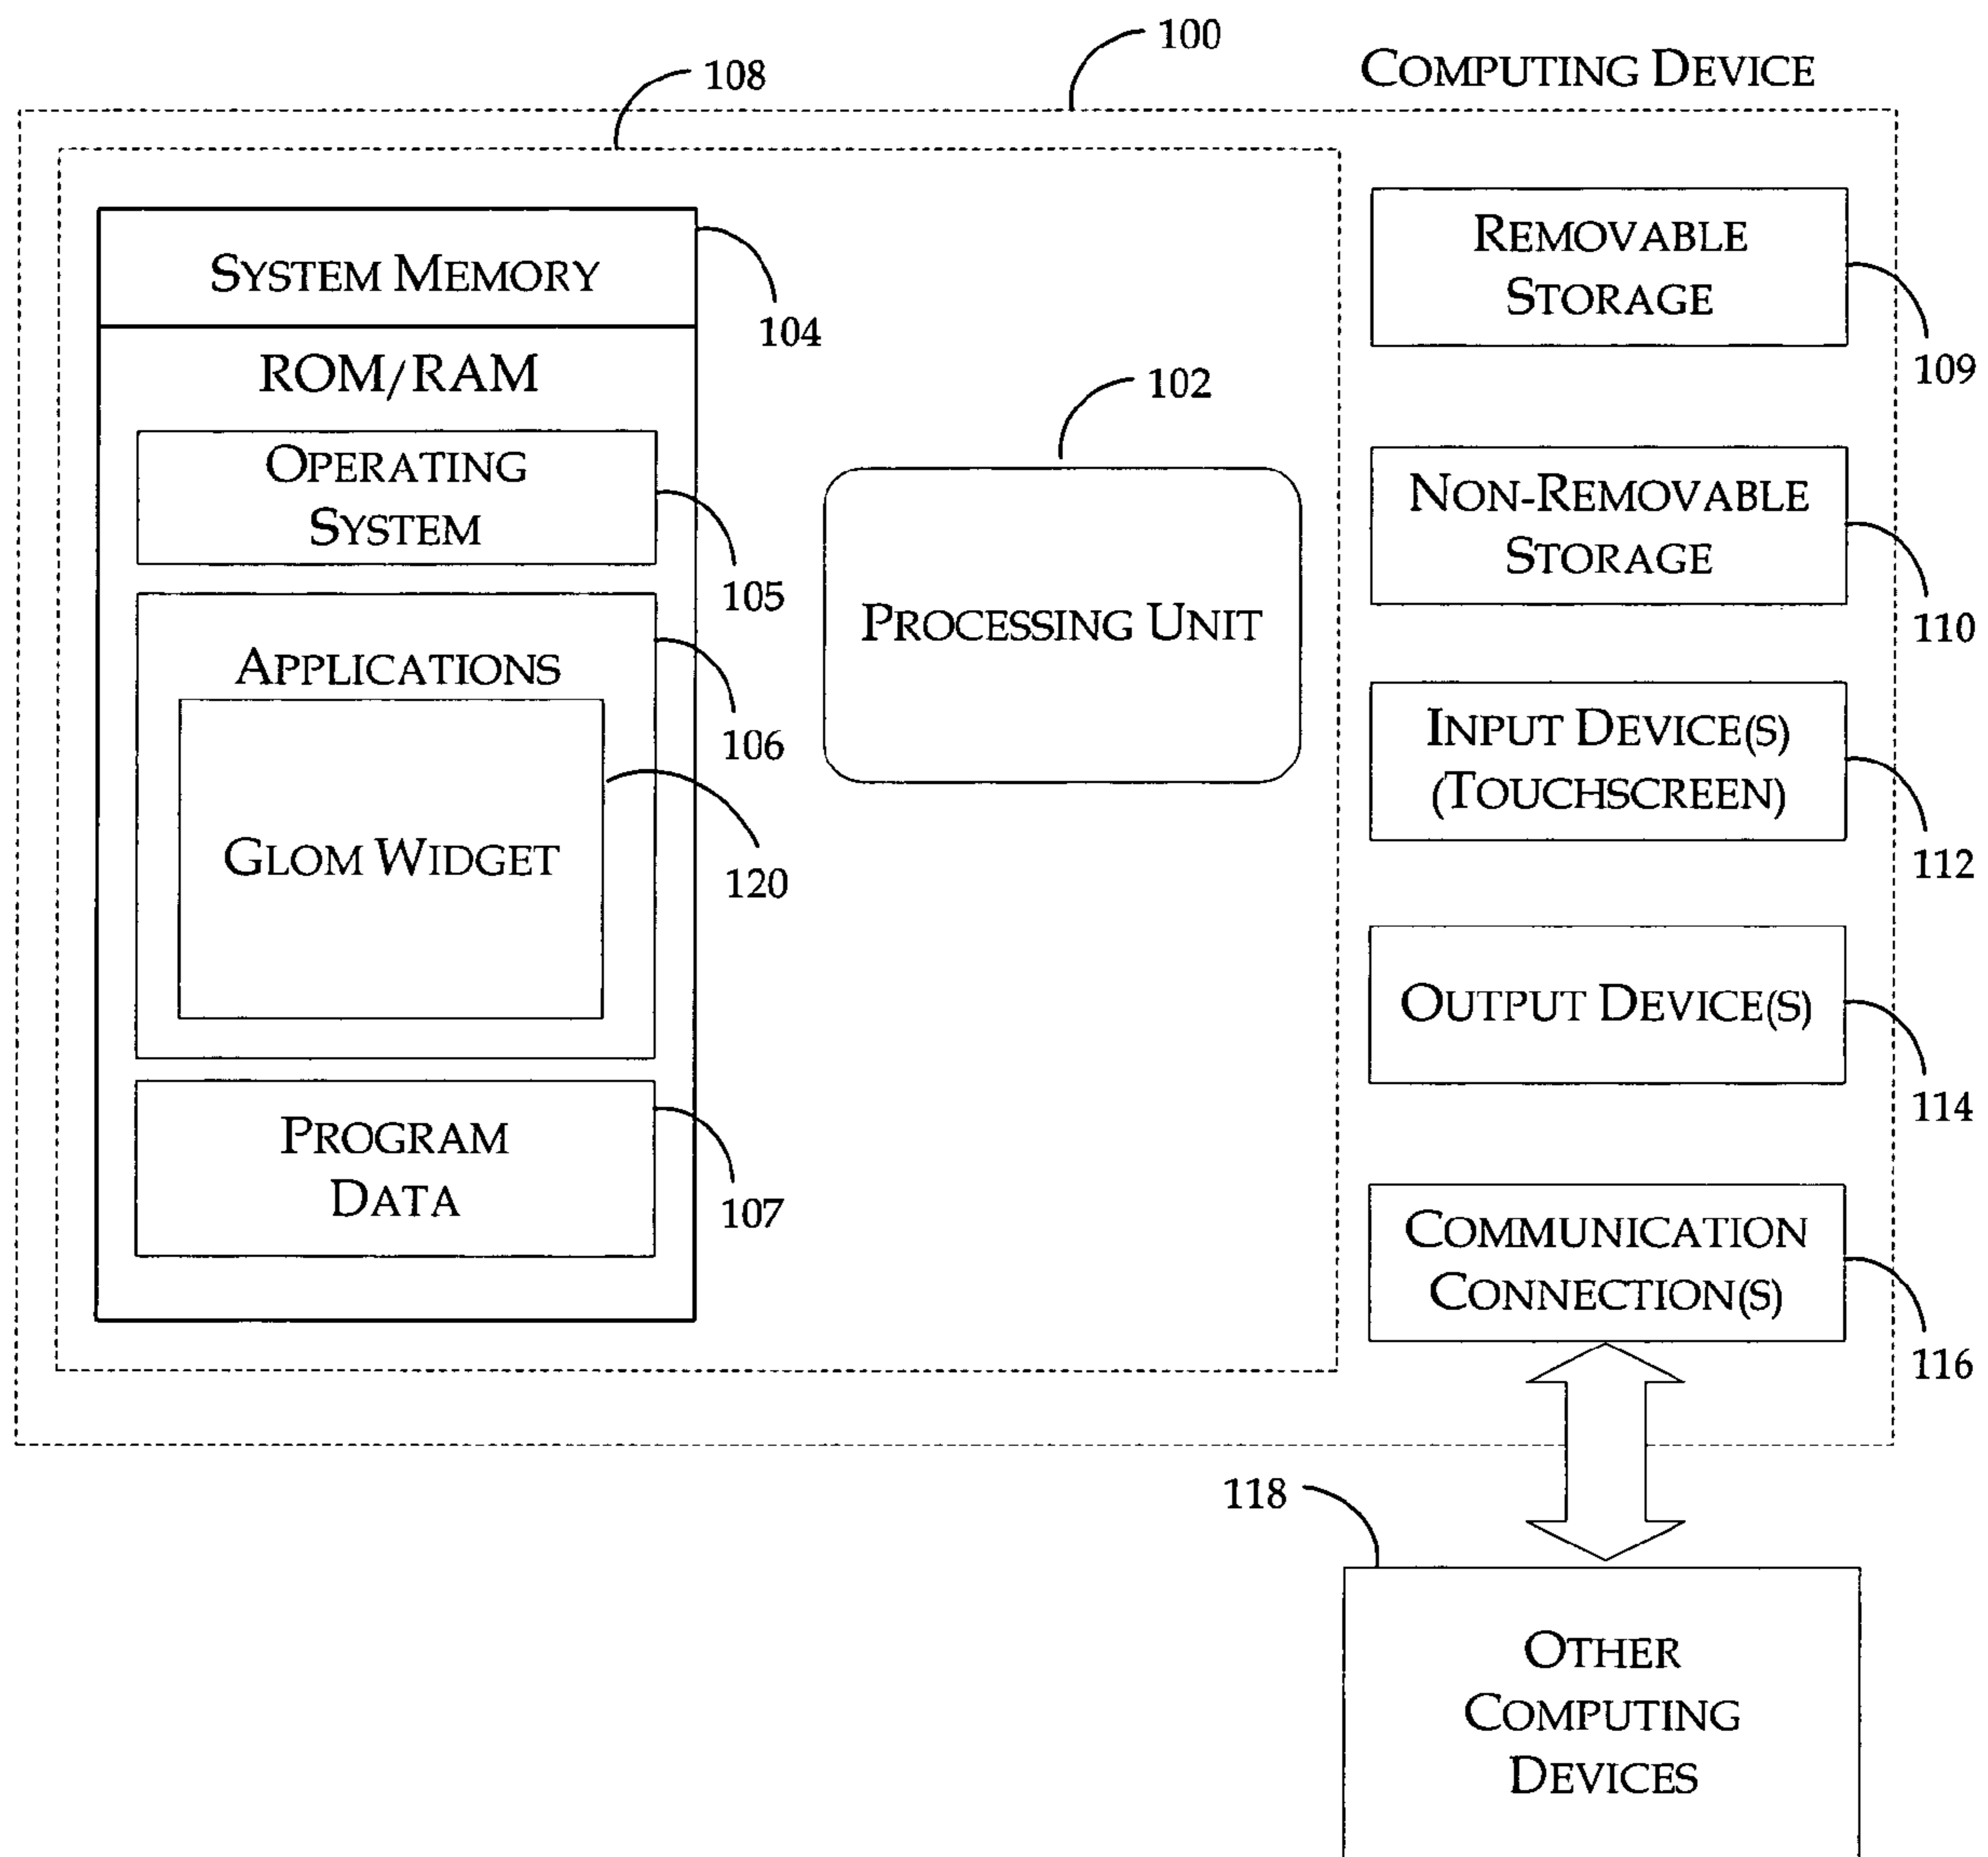 100
COMPUTING DEVICE
108
SYSTEM MEMORY
104
ROM/RAM
OPERATING
SYSTEM
105
APPLICATIONS
106
GLOM WIDGET
120
PROGRAM
DATA
107
102
PROCESSING UNIT
REMOVABLE
STORAGE
109
NON-REMOVABLE
STORAGE
110
INPUT DEVICE(S)
(TOUCHSCREEN)
112
OUTPUT DEVICE(S)
114
COMMUNICATION
CONNECTION(S)
116
118
OTHER
COMPUTING
DEVICES